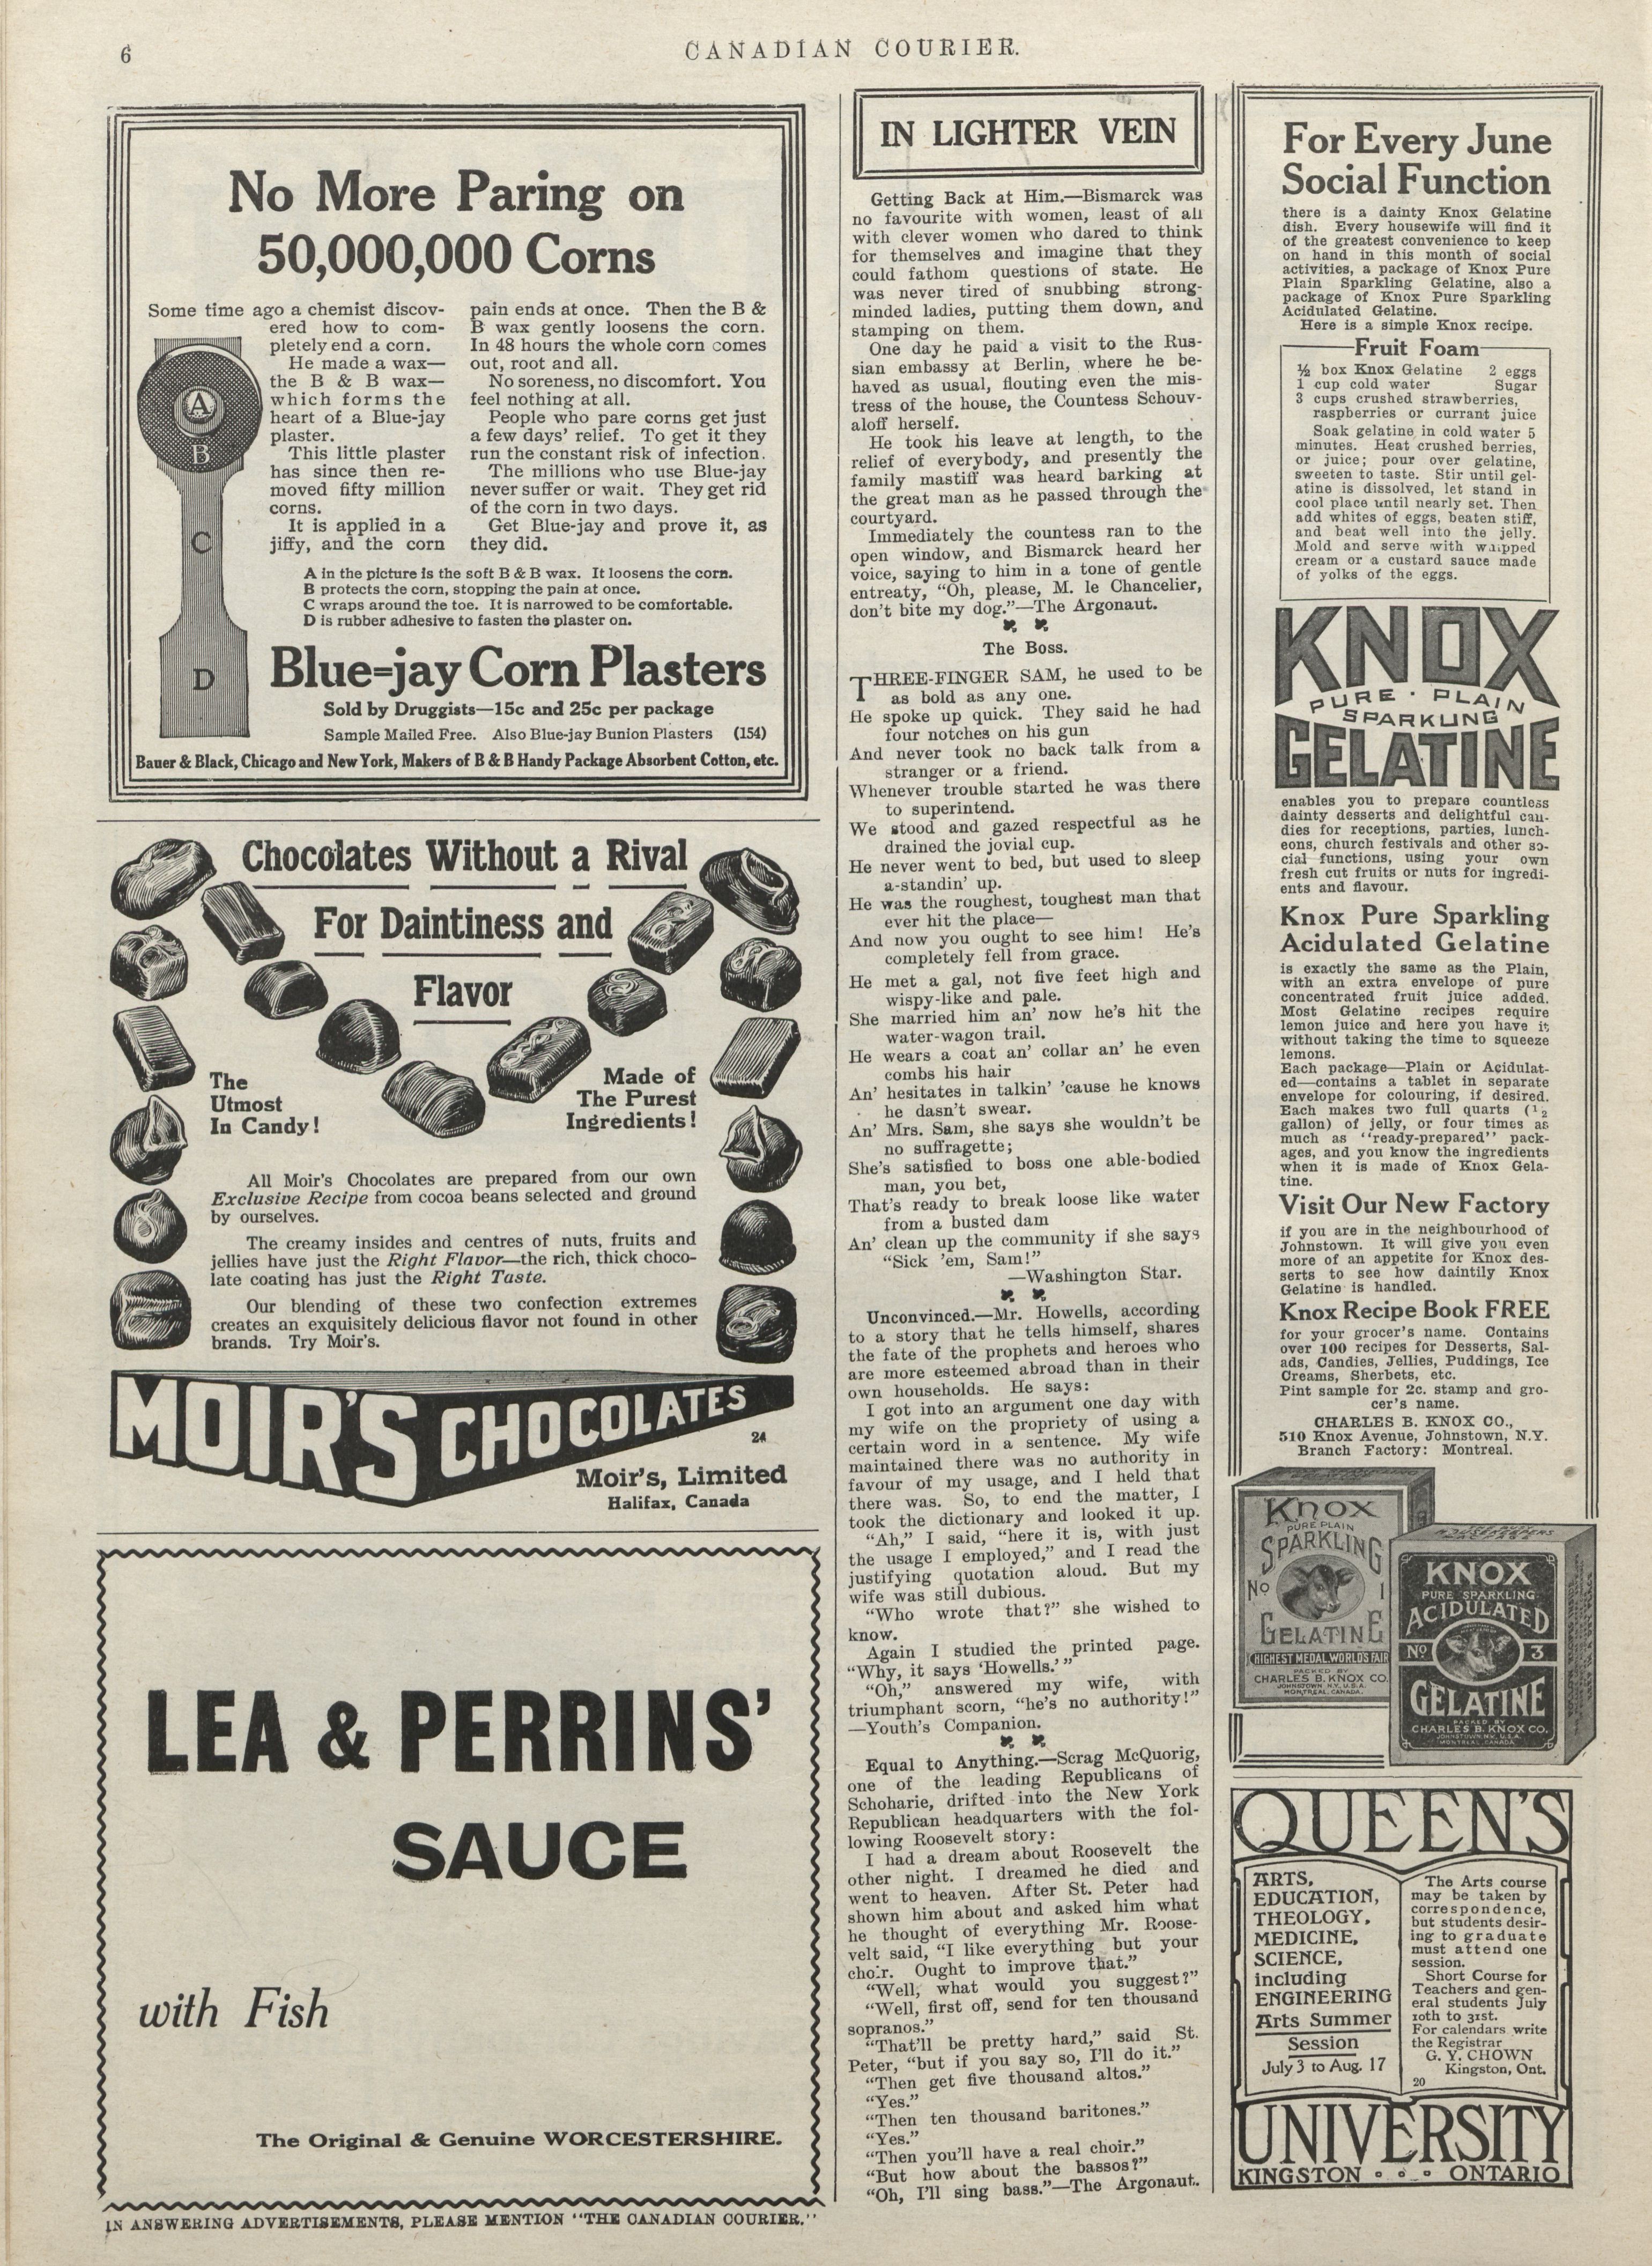 6
CANADIAN COURIER.
No More Paring on
50,000,000 Corns
Some time ago a chemist discov-
ered how to com-
pletely end a corn.
He made a wax—
the B & B wax—
which forms the
heart of a Blue-jay
plaster.
This little plaster
has since then re-
moved fifty million
corns.
It is applied in a
jiffy, and the corn
pain ends at once. Then the B &
B wax gently loosens the corn.
In 48 hours the whole corn comes
out, root and all.
No soreness, no discomfort. You
feel nothing at all.
People who pare corns get just
a few days' relief. To get it they
run the constant risk of infection.
The millions who use Blue-jay
never suffer or wait. They get rid
of the corn in two days.
Get Blue-jay and prove it, as
they did.
A
B
C
D
A in the picture is the soft B & B wax. It loosens the corn.
B protects the corn, stopping the pain at once.
C wraps around the toe. It is narrowed to be comfortable.
D is rubber adhesive to fasten the plaster on.
Blue=jay Corn Plasters
Sold by Druggists—15c and 25c per package
Sample Mailed Free. Also Blue-jay Bunion Plasters (154)
Bauer & Black, Chicago and New York, Makers of B & B Handy Package Absorbent Cotton, etc.
Chocolates Without a Rival
For Daintiness and
Flavor
The
Utmost
In Candy!
Made of
The Purest
Ingredients!
All Moir's Chocolates are prepared from our own
Exclusive Recipe from cocoa beans selected and ground
by ourselves.
The creamy insides and centres of nuts, fruits and
jellies have just the Right Flavor—the rich, thick choco-
late coating has just the Right Taste.
Our blending of these two confection extremes
creates an exquisitely delicious flavor not found in other
brands. Try Moir's.
MOIR'S CHOCOLATES
24
Moir's, Limited
Halifax, Canada
LEA & PERRINS'
SAUCE
with Fish
The Original & Genuine WORCESTERSHIRE.
IN ANSWERING ADVERTISEMENTS, PLEASE MENTION "THE CANADIAN COURIER."
IN LIGHTER VEIN
Getting Back at Him.—Bismarck was
no favourite with women, least of all
with clever women who dared to think
for themselves and imagine that they
could fathom questions of state. He
was never tired of snubbing strong-
minded ladies, putting them down, and
stamping on them.
One day he paid a visit to the Rus-
sian embassy at Berlin, where he be-
haved as usual, flouting even the mis-
tress of the house, the Countess Schouv-
aloff herself.
He took his leave at length, to the
relief of everybody, and presently the
family mastiff was heard barking at
the great man as he passed through the
courtyard.
Immediately the countess ran to the
open window, and Bismarck heard her
voice, saying to him in a tone of gentle
entreaty, "Oh, please, M. le Chancelier,
don't bite my dog."—The Argonaut.
The Boss.
THREE-FINGER SAM, he used to be
as bold as any one.
He spoke up quick. They said he had
four notches on his gun
And never took no back talk from a
stranger or a friend.
Whenever trouble started he was there
to superintend.
We stood and gazed respectful as he
drained the jovial cup.
He never went to bed, but used to sleep
a-standin' up.
He was the roughest, toughest man that
ever hit the place—
And now you ought to see him! He's
completely fell from grace.
He met a gal, not five feet high and
wispy-like and pale.
She married him an' now he's hit the
water-wagon trail.
He wears a coat an' collar an' he even
combs his hair
An' hesitates in talkin' 'cause he knows
he dasn't swear.
An' Mrs. Sam, she says she wouldn't be
no suffragette;
She's satisfied to boss one able-bodied
man, you bet,
That's ready to break loose like water
from a busted dam
An' clean up the community if she says
"Sick 'em, Sam!"
—Washington Star.
Unconvinced.—Mr. Howells, according
to a story that he tells himself, shares
the fate of the prophets and heroes who
are more esteemed abroad than in their
own households. He says:
I got into an argument one day with
my wife on the propriety of using a
certain word in a sentence. My wife
maintained there was no authority in
favour of my usage, and I held that
there was. So, to end the matter, I
took the dictionary and looked it up.
"Ah," I said, "here it is, with just
the usage I employed," and I read the
justifying quotation aloud. But my
wife was still dubious.
"Who wrote that?" she wished to
know.
Again I studied the printed page.
"Why, it says 'Howells.'"
"Oh," answered my wife, with
triumphant scorn, "he's no authority!"
—Youth's Companion.
Equal to Anything.—Scrag McQuorig,
one of the leading Republicans of
Schoharie, drifted into the New York
Republican headquarters with the fol-
lowing Roosevelt story:
I had a dream about Roosevelt the
other night. I dreamed he died and
went to heaven. After St. Peter had
shown him about and asked him what
he thought of everything Mr. Roose-
velt said, "I like everything but your
choir. Ought to improve that."
"Well, what would you suggest?"
"Well, first off, send for ten thousand
sopranos."
"That'll be pretty hard," said St.
Peter, "but if you say so, I'll do it."
"Then get five thousand altos."
"Yes."
"Then ten thousand baritones."
"Yes."
"Then you'll have a real choir."
"But how about the bassos?"
"Oh, I'll sing bass."—The Argonaut.
For Every June
Social Function
there is a dainty Knox Gelatine
dish. Every housewife will find it
of the greatest convenience to keep
on hand in this month of social
activities, a package of Knox Pure
Plain Sparkling Gelatine, also a
package of Knox Pure Sparkling
Acidulated Gelatine.
Here is a simple Knox recipe.
Fruit Foam
½ box Knox Gelatine 2 eggs
1 cup cold water Sugar
3 cups crushed strawberries,
raspberries or currant juice
Soak gelatine in cold water 5
minutes. Heat crushed berries,
or juice; pour over gelatine,
sweeten to taste. Stir until gel-
atine is dissolved, let stand in
cool place until nearly set. Then
add whites of eggs, beaten stiff,
and beat well into the jelly.
Mold and serve with whipped
cream or a custard sauce made
of yolks of the eggs.
KNOX
PURE · PLAIN
SPARKLING
GELATINE
enables you to prepare countless
dainty desserts and delightful can-
dies for receptions, parties, lunch-
eons, church festivals and other so-
cial functions, using your own
fresh cut fruits or nuts for ingredi-
ents and flavour.
Knox Pure Sparkling
Acidulated Gelatine
is exactly the same as the Plain,
with an extra envelope of pure
concentrated fruit juice added.
Most Gelatine recipes require
lemon juice and here you have it
without taking the time to squeeze
lemons.
Each package—Plain or Acidulat-
ed—contains a tablet in separate
envelope for colouring, if desired.
Each makes two full quarts (½
gallon) of jelly, or four times as
much as "ready-prepared" pack-
ages, and you know the ingredients
when it is made of Knox Gela-
tine.
Visit Our New Factory
if you are in the neighbourhood of
Johnstown. It will give you even
more of an appetite for Knox des-
serts to see how daintily Knox
Gelatine is handled.
Knox Recipe Book FREE
for your grocer's name. Contains
over 100 recipes for Desserts, Sal-
ads, Candies, Jellies, Puddings, Ice
Creams, Sherbets, etc.
Pint sample for 2c. stamp and gro-
cer's name.
CHARLES B. KNOX CO.,
510 Knox Avenue, Johnstown, N.Y.
Branch Factory: Montreal.
Knox
PURE PLAIN
SPARKLING
No 1
GELATINE
HIGHEST MEDAL WORLD'S FAIR
PACKED BY
CHARLES B. KNOX CO.
JOHNSTOWN, N.Y. U.S.A.
MONTREAL, CANADA.
KNOX
PURE SPARKLING
ACIDULATED
No 3
GELATINE
PACKED BY
CHARLES B. KNOX CO.
JOHNSTOWN, N.Y., U.S.A.
MONTREAL, CANADA
QUEEN'S
ARTS,
EDUCATION,
THEOLOGY,
MEDICINE,
SCIENCE,
including
ENGINEERING
Arts Summer
Session
July 3 to Aug. 17
The Arts course
may be taken by
correspondence,
but students desir-
ing to graduate
must attend one
session.
Short Course for
Teachers and gen-
eral students July
10th to 31st.
For calendars write
the Registrar
G. Y. CHOWN
Kingston, Ont.
20
UNIVERSITY
KINGSTON ∘ ∘ ∘ ONTARIO